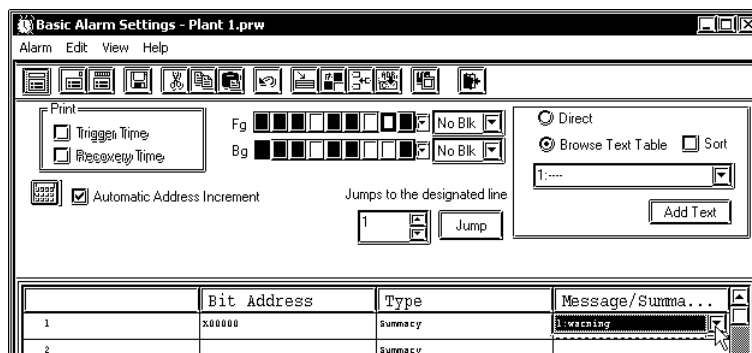 Basic Alarm Settings - Plant 1.prw
Alarm Edit View Help
Print
Trigger Time
Recovery Time
Fg No Blk
Bg No Blk
Direct
Browse Text Table Sort
1:----
Add Text
Automatic Address Increment
Jumps to the designated line
1 Jump
Bit Address Type Message/Summa...
1 X00000 Summary 1:warning
2 Summary